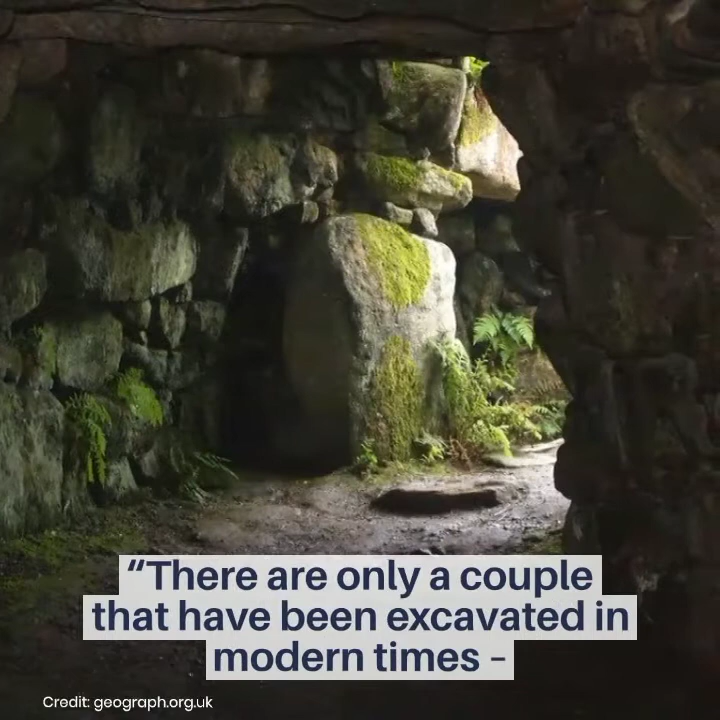 “There are only a couple
that have been excavated in
modern times –
Credit: geograph.org.uk